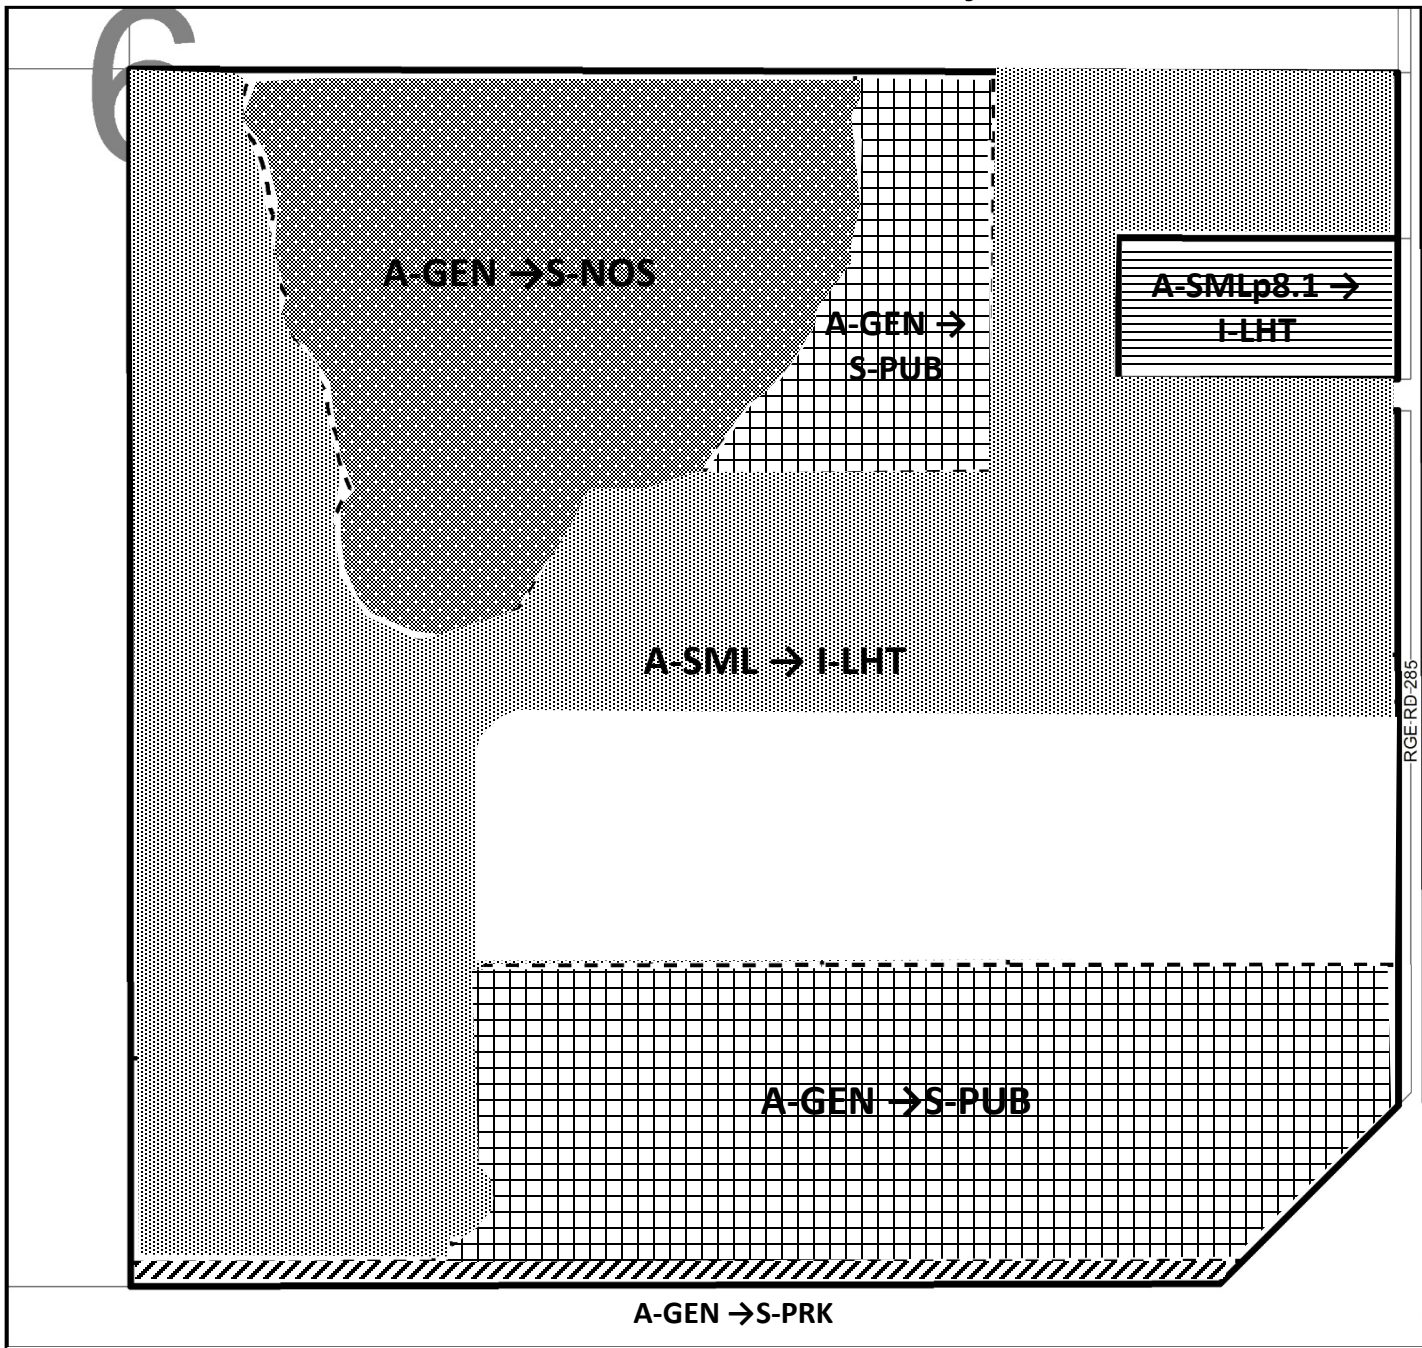 6
A-GEN →S-NOS
A-SMLp8.1 →
I-LHT
A-GEN →
S-PUB
A-SML → I-LHT
RGE RD 285
A-GEN →S-PUB
A-GEN →S-PRK